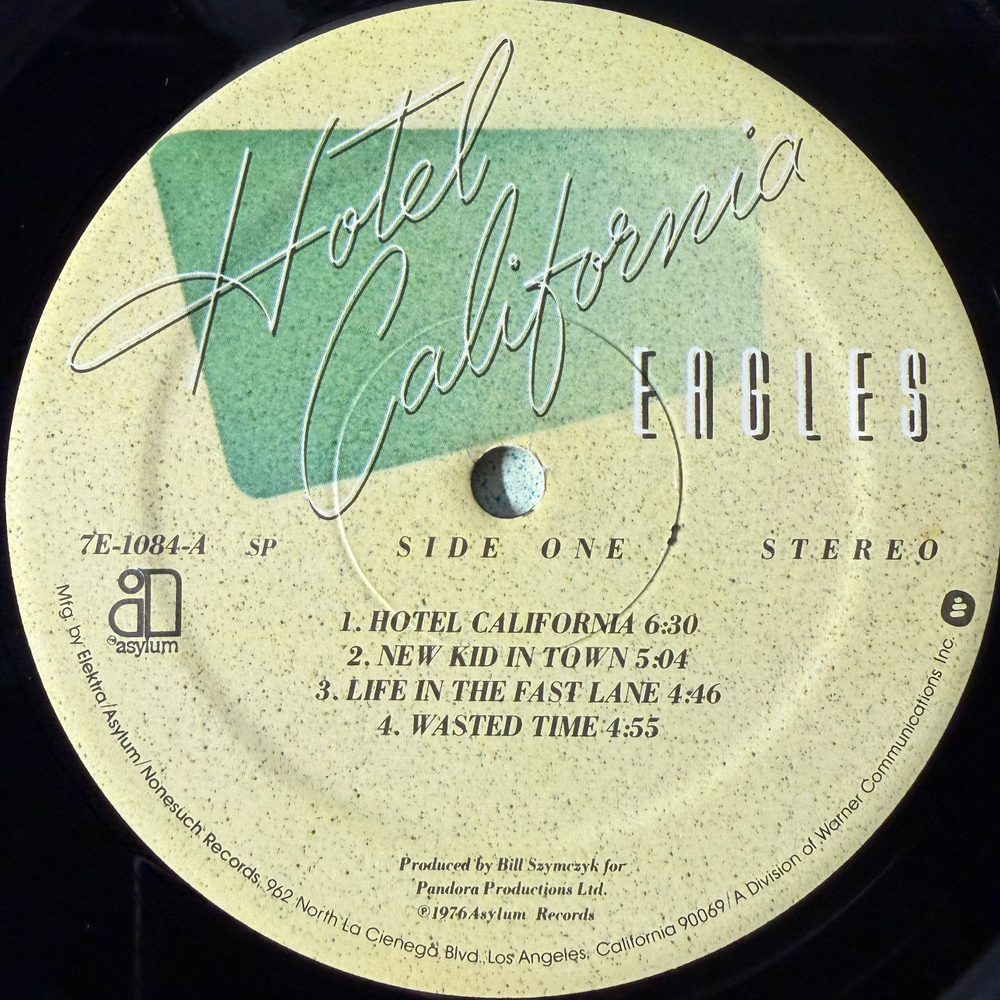 Hotel
California
EAGLES
7E-1084-A SP SIDE ONE STEREO
asylum
1. HOTEL CALIFORNIA 6:30
2. NEW KID IN TOWN 5:04
3. LIFE IN THE FAST LANE 4:46
4. WASTED TIME 4:55
Produced by Bill Szymczyk for
Pandora Productions Ltd.
℗1976 Asylum Records
Mfg. by Elektra/Asylum/Nonesuch Records, 962 North La Cienega Blvd., Los Angeles, California 90069/A Division of Warner Communications Inc.